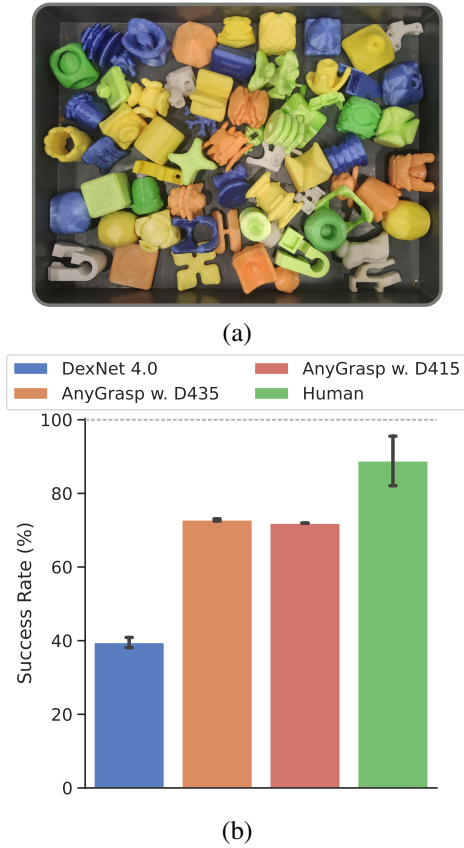 (a)
DexNet 4.0
AnyGrasp w. D415
AnyGrasp w. D435
Human
100
80
60
40
20
0
Success Rate (%)
(b)